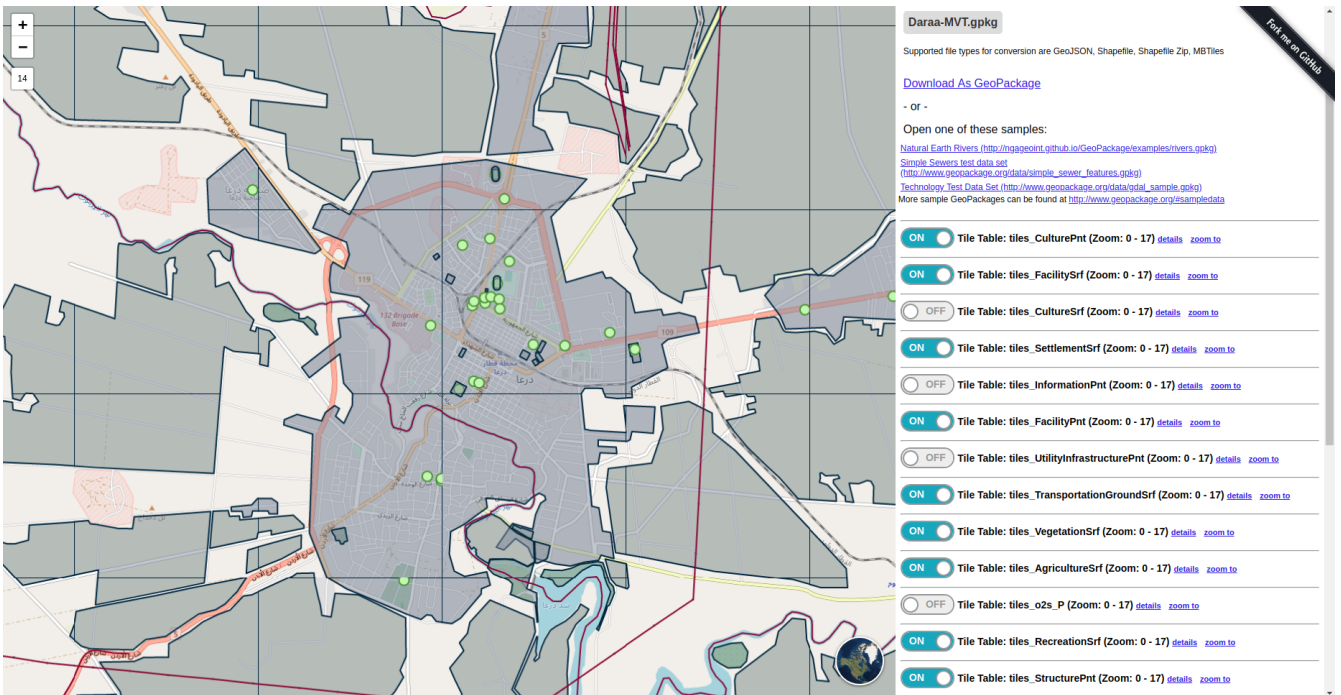 +
−
14
5
119
132 Brigade
Base
109
محطة قطار
درعا
درعا
سد درعا
Daraa-MVT.gpkg
Fork me on GitHub
Supported file types for conversion are GeoJSON, Shapefile, Shapefile Zip, MBTiles
Download As GeoPackage
- or -
Open one of these samples:
Natural Earth Rivers (http://ngageoint.github.io/GeoPackage/examples/rivers.gpkg)
Simple Sewers test data set
(http://www.geopackage.org/data/simple_sewer_features.gpkg)
Technology Test Data Set (http://www.geopackage.org/data/gdal_sample.gpkg)
More sample GeoPackages can be found at http://www.geopackage.org/#sampledata
ON Tile Table: tiles_CulturePnt (Zoom: 0 - 17) details zoom to
ON Tile Table: tiles_FacilitySrf (Zoom: 0 - 17) details zoom to
OFF Tile Table: tiles_CultureSrf (Zoom: 0 - 17) details zoom to
ON Tile Table: tiles_SettlementSrf (Zoom: 0 - 17) details zoom to
OFF Tile Table: tiles_InformationPnt (Zoom: 0 - 17) details zoom to
ON Tile Table: tiles_FacilityPnt (Zoom: 0 - 17) details zoom to
OFF Tile Table: tiles_UtilityInfrastructurePnt (Zoom: 0 - 17) details zoom to
ON Tile Table: tiles_TransportationGroundSrf (Zoom: 0 - 17) details zoom to
ON Tile Table: tiles_VegetationSrf (Zoom: 0 - 17) details zoom to
ON Tile Table: tiles_AgricultureSrf (Zoom: 0 - 17) details zoom to
OFF Tile Table: tiles_o2s_P (Zoom: 0 - 17) details zoom to
ON Tile Table: tiles_RecreationSrf (Zoom: 0 - 17) details zoom to
ON Tile Table: tiles_StructurePnt (Zoom: 0 - 17) details zoom to